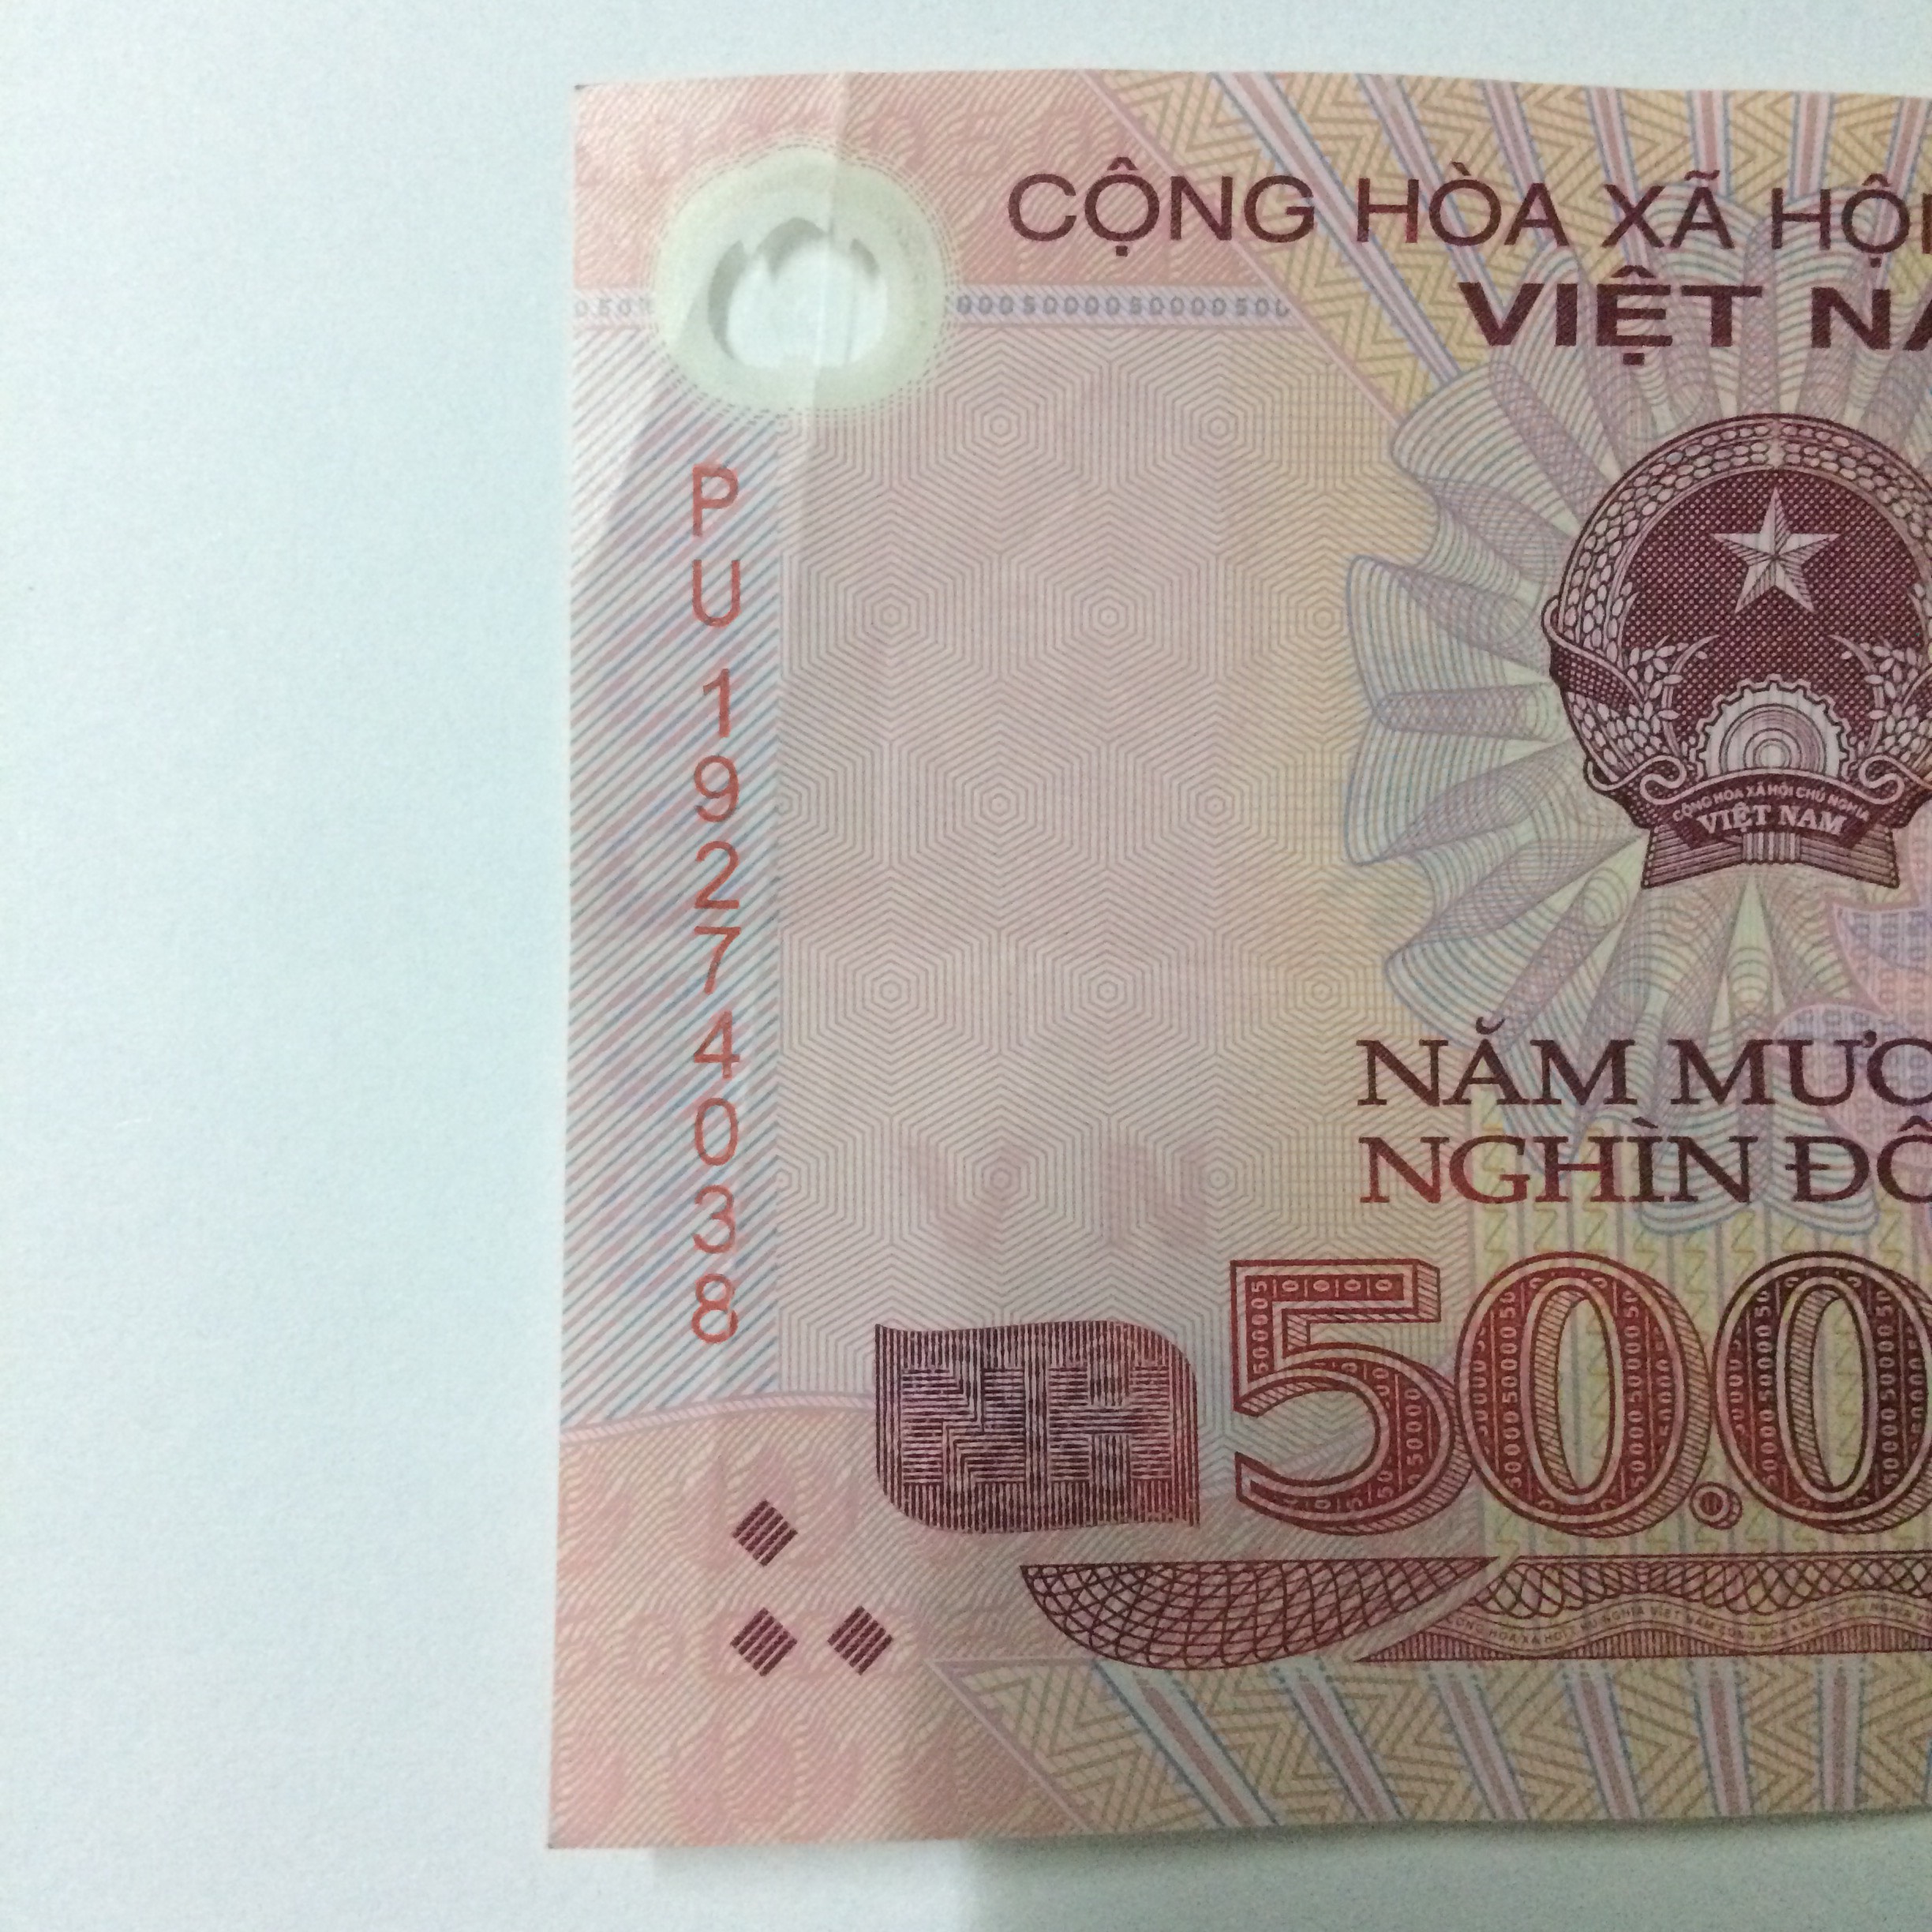 CỘNG HÒA XÃ HỘI
VIỆT NA
PU 19274038
CỘNG HÒA XÃ HỘI CHỦ NGHĨA
VIỆT NAM
NĂM MƯƠ
NGHÌN ĐỒ
50.0